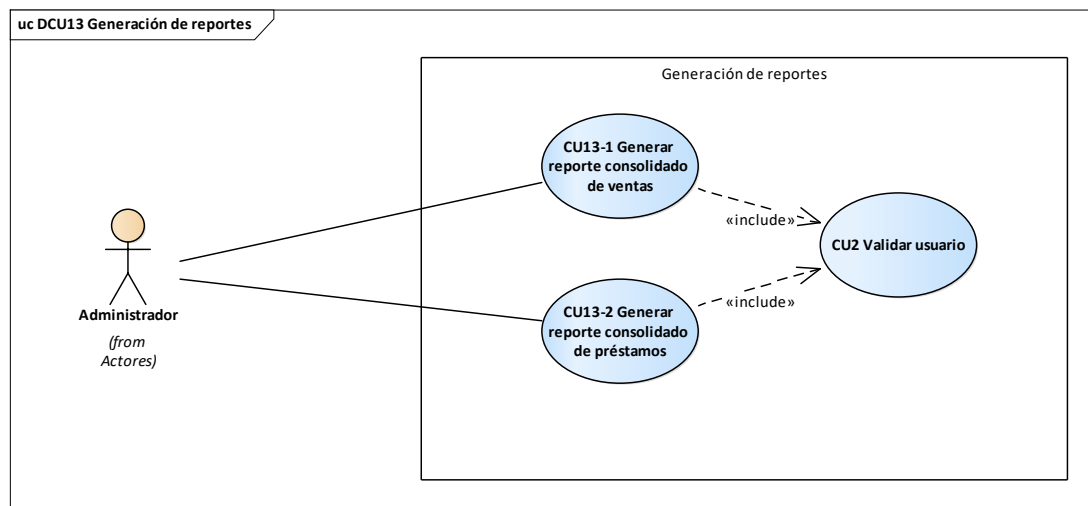 uc DCU13 Generación de reportes
Generación de reportes
CU13-1 Generar
reporte consolidado
de ventas
«include»
CU2 Validar usuario
«include»
CU13-2 Generar
reporte consolidado
de préstamos
Administrador
(from
Actores)